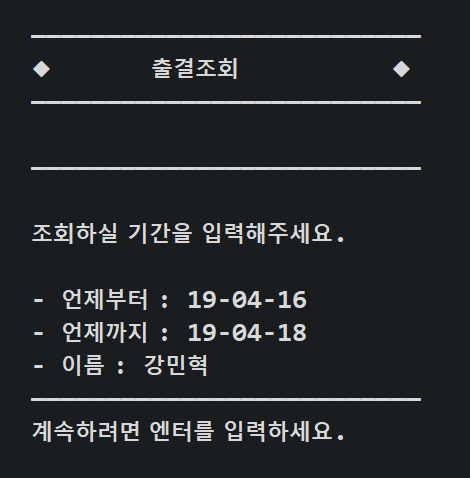 ◆ 출결조회 ◆
조회하실 기간을 입력해주세요.
- 언제부터 : 19-04-16
- 언제까지 : 19-04-18
- 이름 : 강민혁
계속하려면 엔터를 입력하세요.